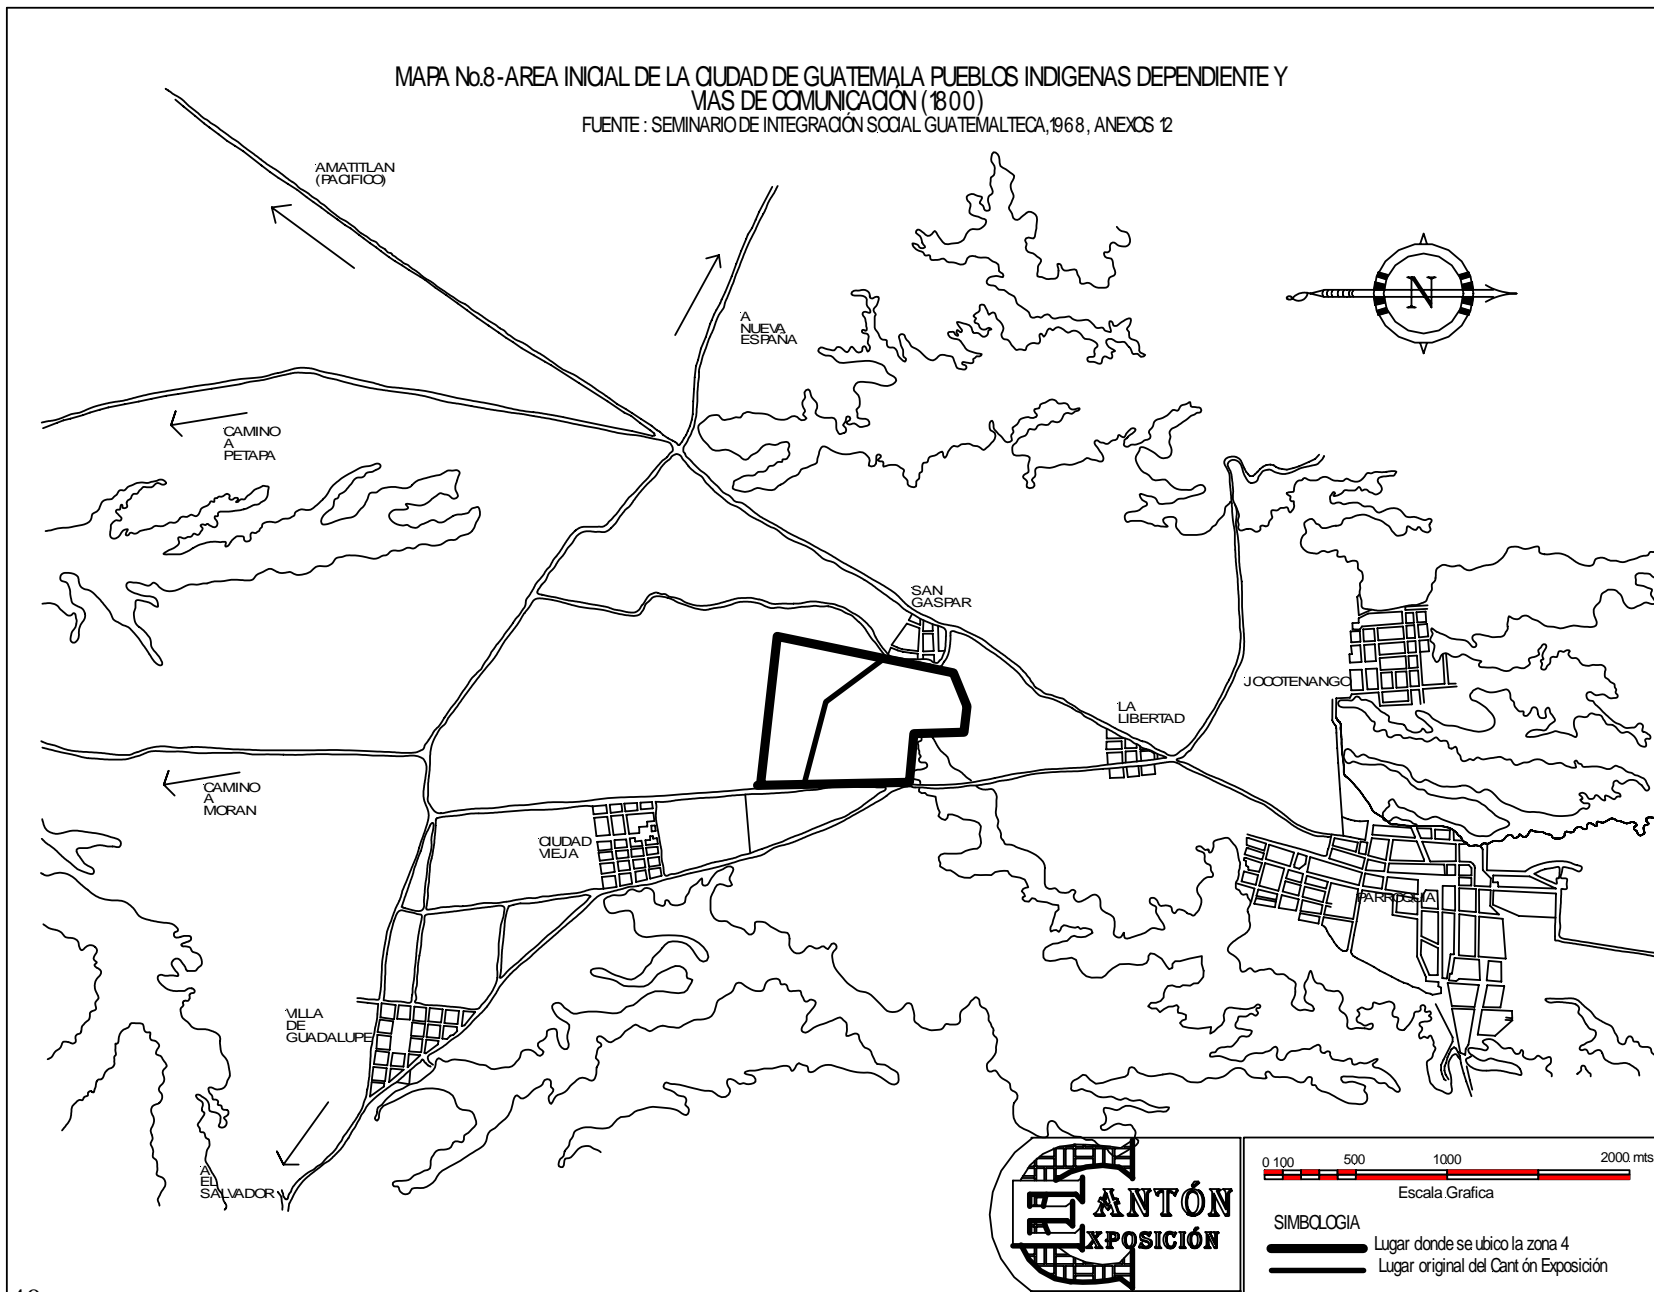 MAPA No.8-AREA INICIAL DE LA CIUDAD DE GUATEMALA PUEBLOS INDIGENAS DEPENDIENTE Y
VIAS DE COMUNICACIÓN (1800)
FUENTE : SEMINARIO DE INTEGRACIÓN SOCIAL GUATEMALTECA,1968, ANEXOS 12
AMATITLAN
(PACIFICO)
A
NUEVA
ESPAÑA
N
CAMINO
A
PETAPA
SAN
GASPAR
JOCOTENANGO
LA
LIBERTAD
CAMINO
A
MORAN
CIUDAD
VIEJA
PARROQUIA
VILLA
DE
GUADALUPE
A
EL
SALVADOR
CANTÓN
EXPOSICIÓN
0 100 500 1000 2000 mts
Escala Grafica
SIMBOLOGIA
Lugar donde se ubico la zona 4
Lugar original del Cantón Exposición